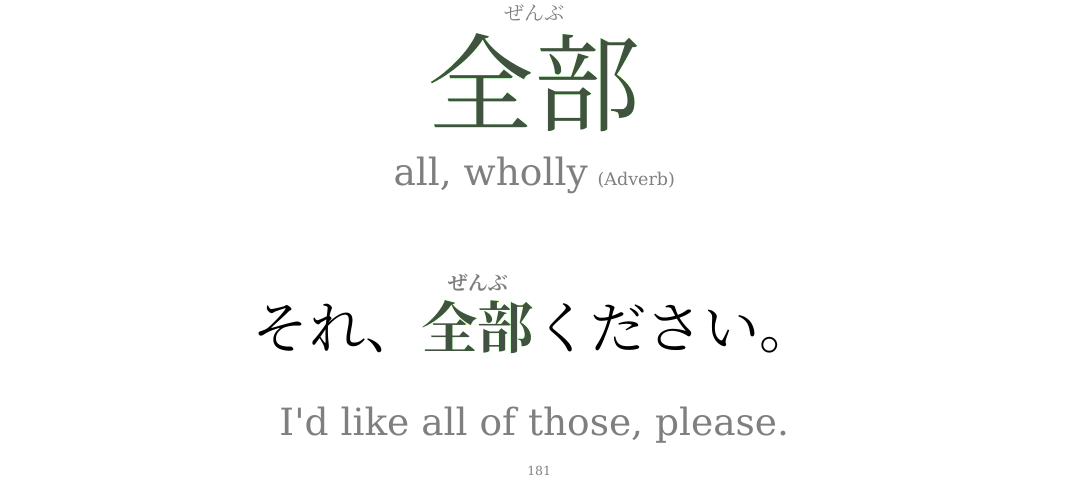 ぜんぶ
全部
all, wholly (Adverb)
ぜんぶ
それ、全部ください。
I'd like all of those, please.
181